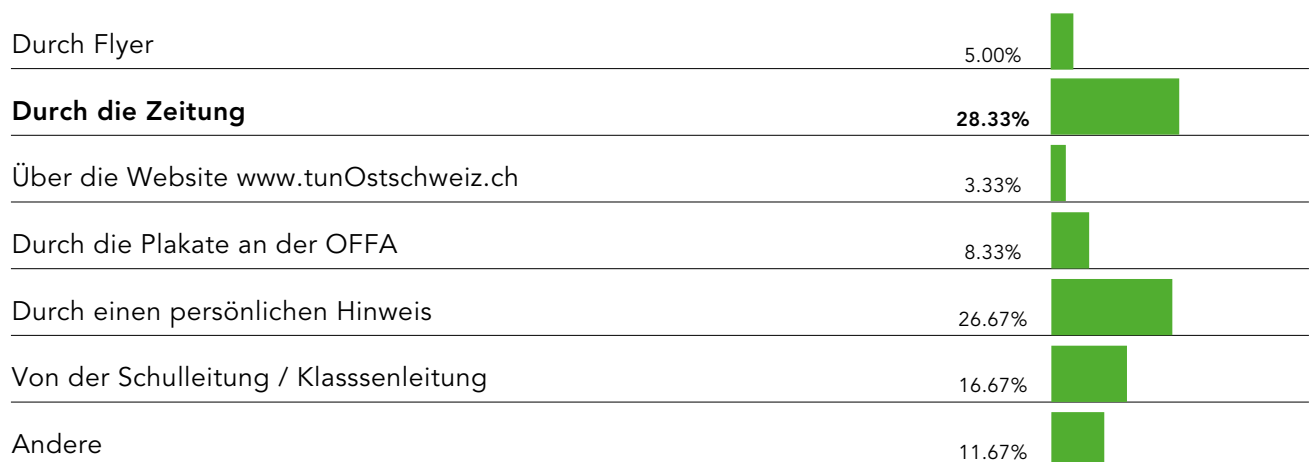 Durch Flyer 5.00%
Durch die Zeitung 28.33%
Über die Website www.tunOstschweiz.ch 3.33%
Durch die Plakate an der OFFA 8.33%
Durch einen persönlichen Hinweis 26.67%
Von der Schulleitung / Klasssenleitung 16.67%
Andere 11.67%